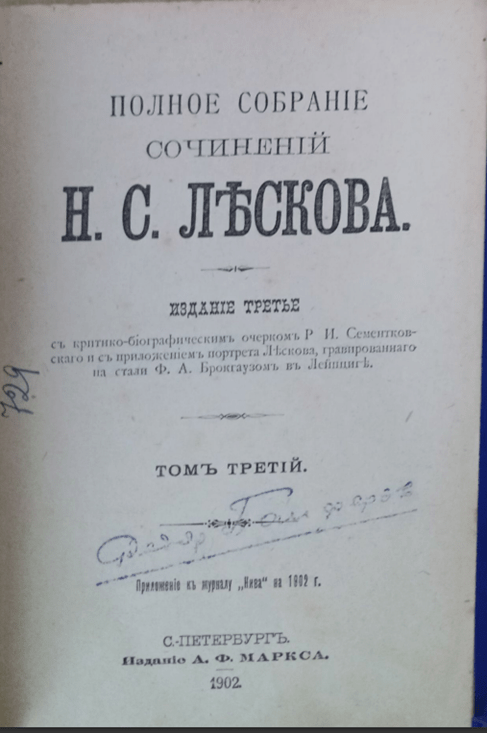 ПОЛНОЕ СОБРАНІЕ
СОЧИНЕНІЙ
Н. С. ЛѢСКОВА.
ИЗДАНІЕ ТРЕТЬЕ
съ критико-біографическимъ очеркомъ Р. И. Сементков-
скаго и съ приложеніемъ портрета Лѣскова, гравированнаго
на стали Ф. А. Брокгаузомъ въ Лейпцигѣ.
729
ТОМЪ ТРЕТІЙ.
Приложеніе къ журналу „Нива" на 1902 г.
С.-ПЕТЕРБУРГЪ.
Изданіе А. Ф. МАРКСА.
1902.